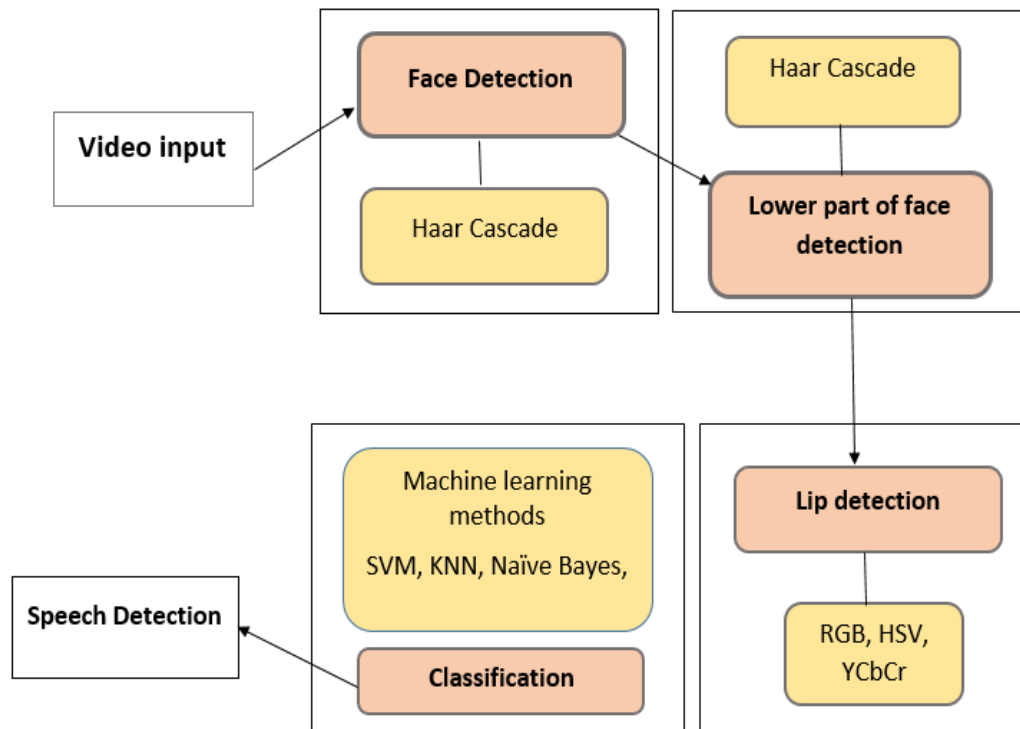 Video input
Face Detection
Haar Cascade
Haar Cascade
Lower part of face
detection
Lip detection
RGB, HSV,
YCbCr
Machine learning
methods
SVM, KNN, Naïve Bayes,
Classification
Speech Detection